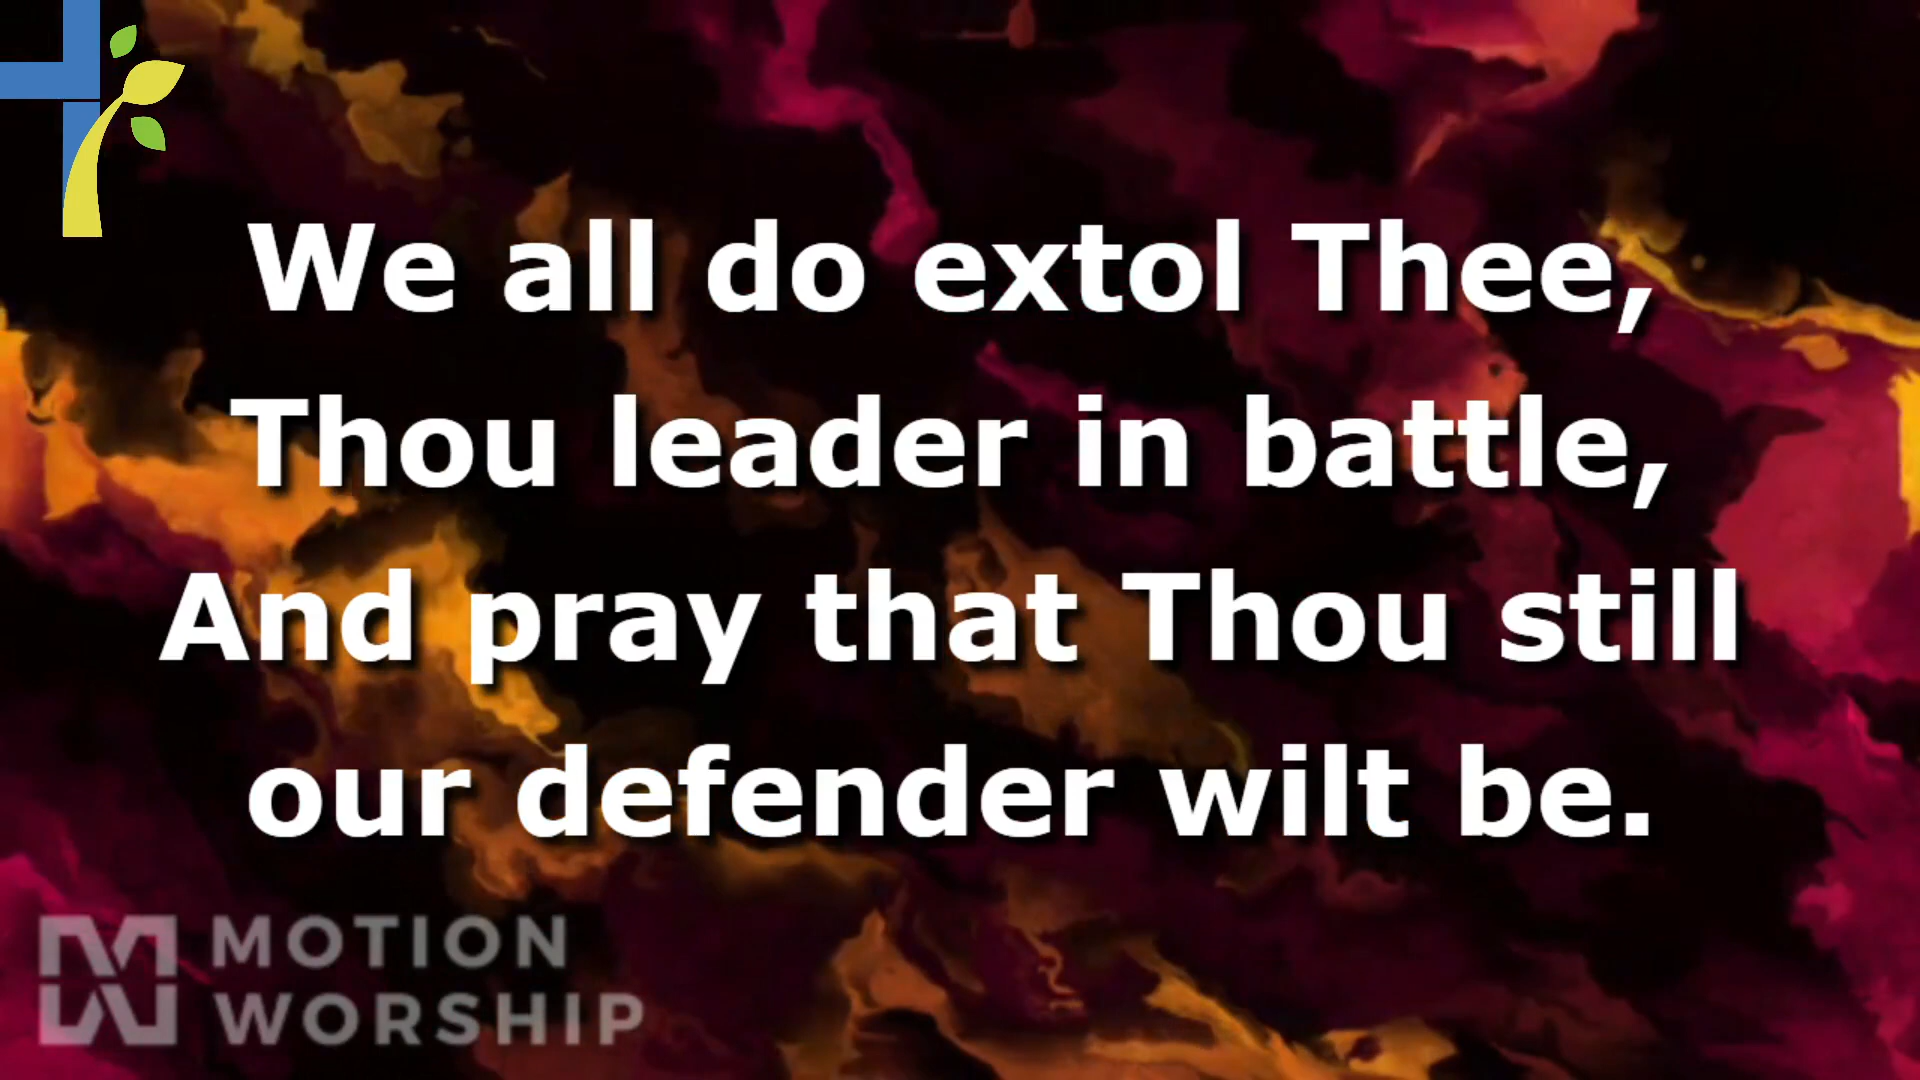 We all do extol Thee,
Thou leader in battle,
And pray that Thou still
our defender wilt be.
MOTION
WORSHIP